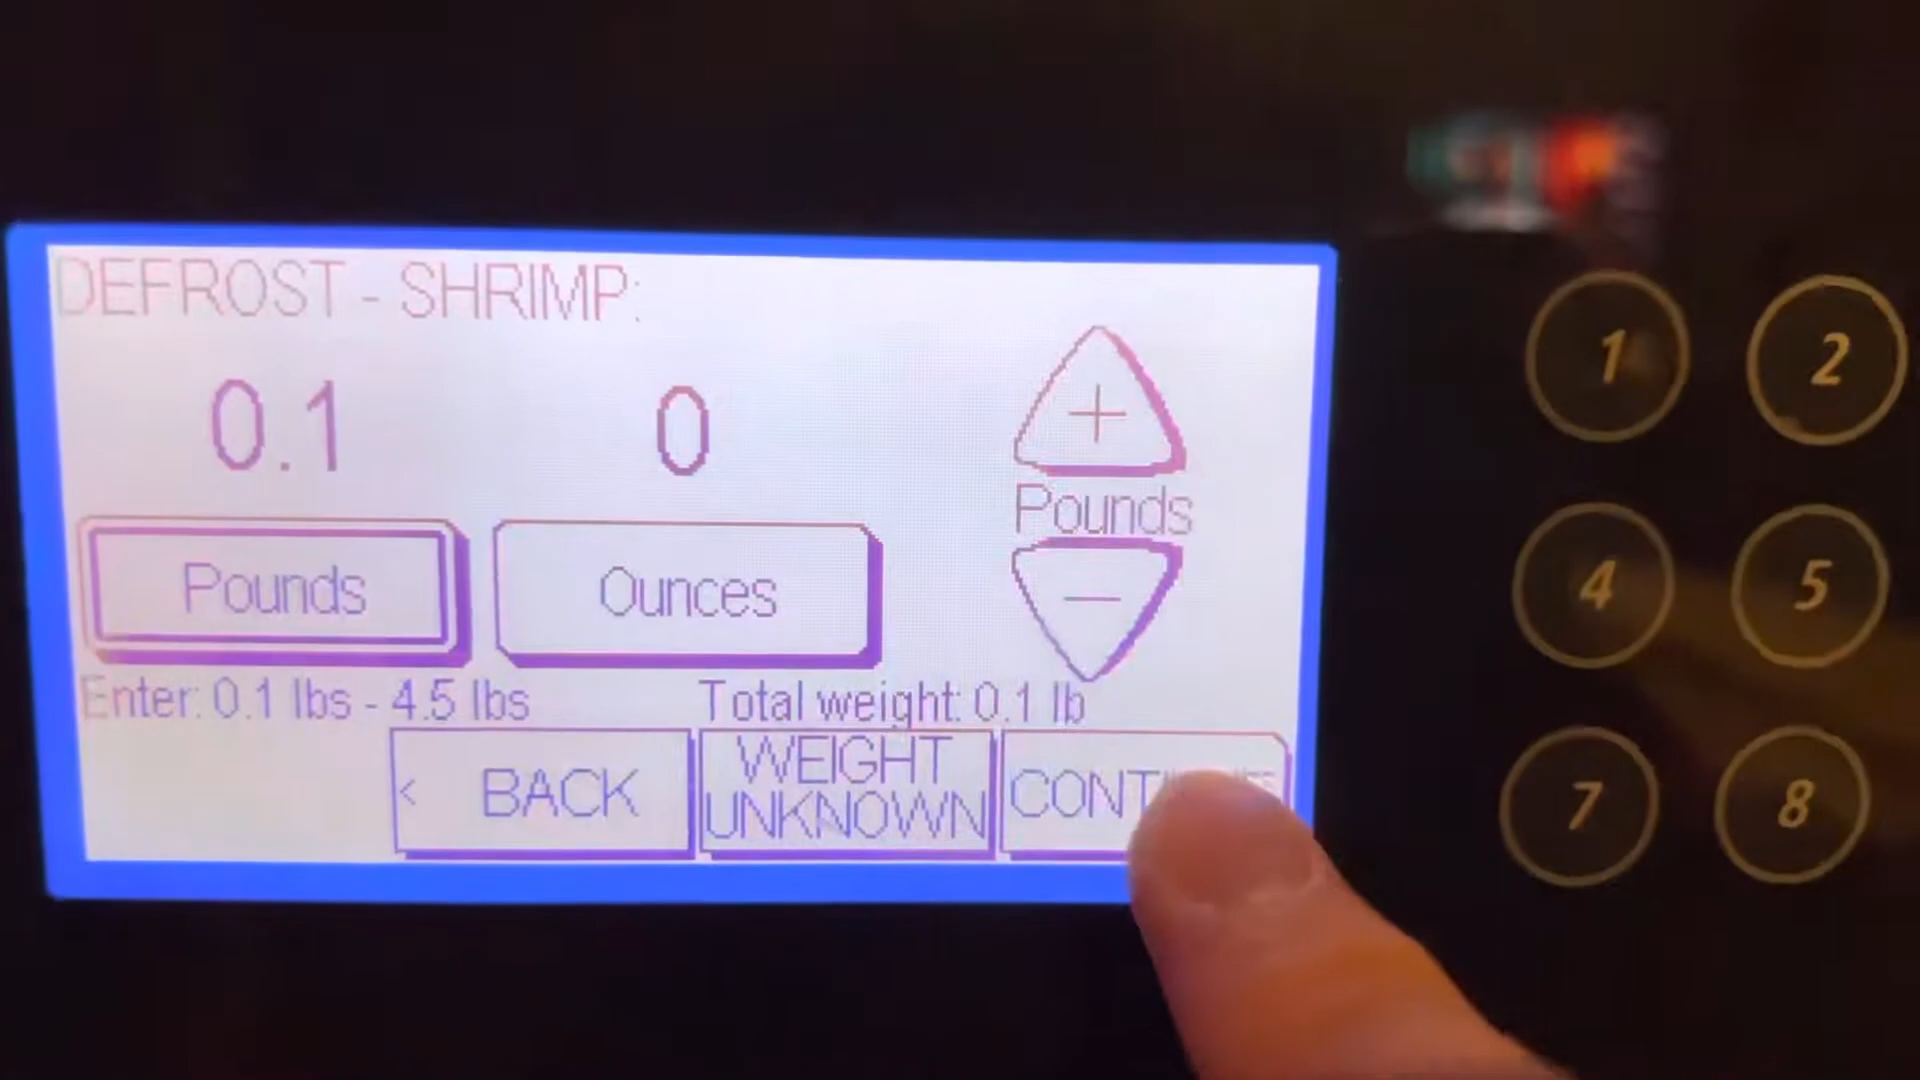 DEFROST - SHRIMP:
0.1 0
+
Pounds
Pounds Ounces
—
Enter: 0.1 lbs - 4.5 lbs Total weight: 0.1 lb
< BACK
WEIGHT
UNKNOWN
1 2
4 5
7 8